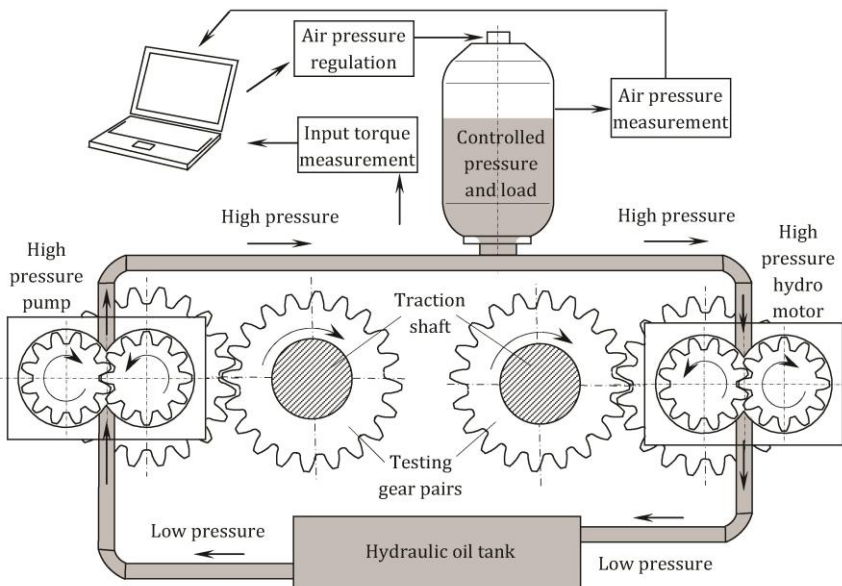 Air pressure
regulation
Air pressure
measurement
Input torque
measurement
Controlled
pressure
and load
High pressure
High pressure
High
pressure
pump
High
pressure
hydro
motor
Traction
shaft
Testing
gear pairs
Low pressure
Hydraulic oil tank
Low pressure